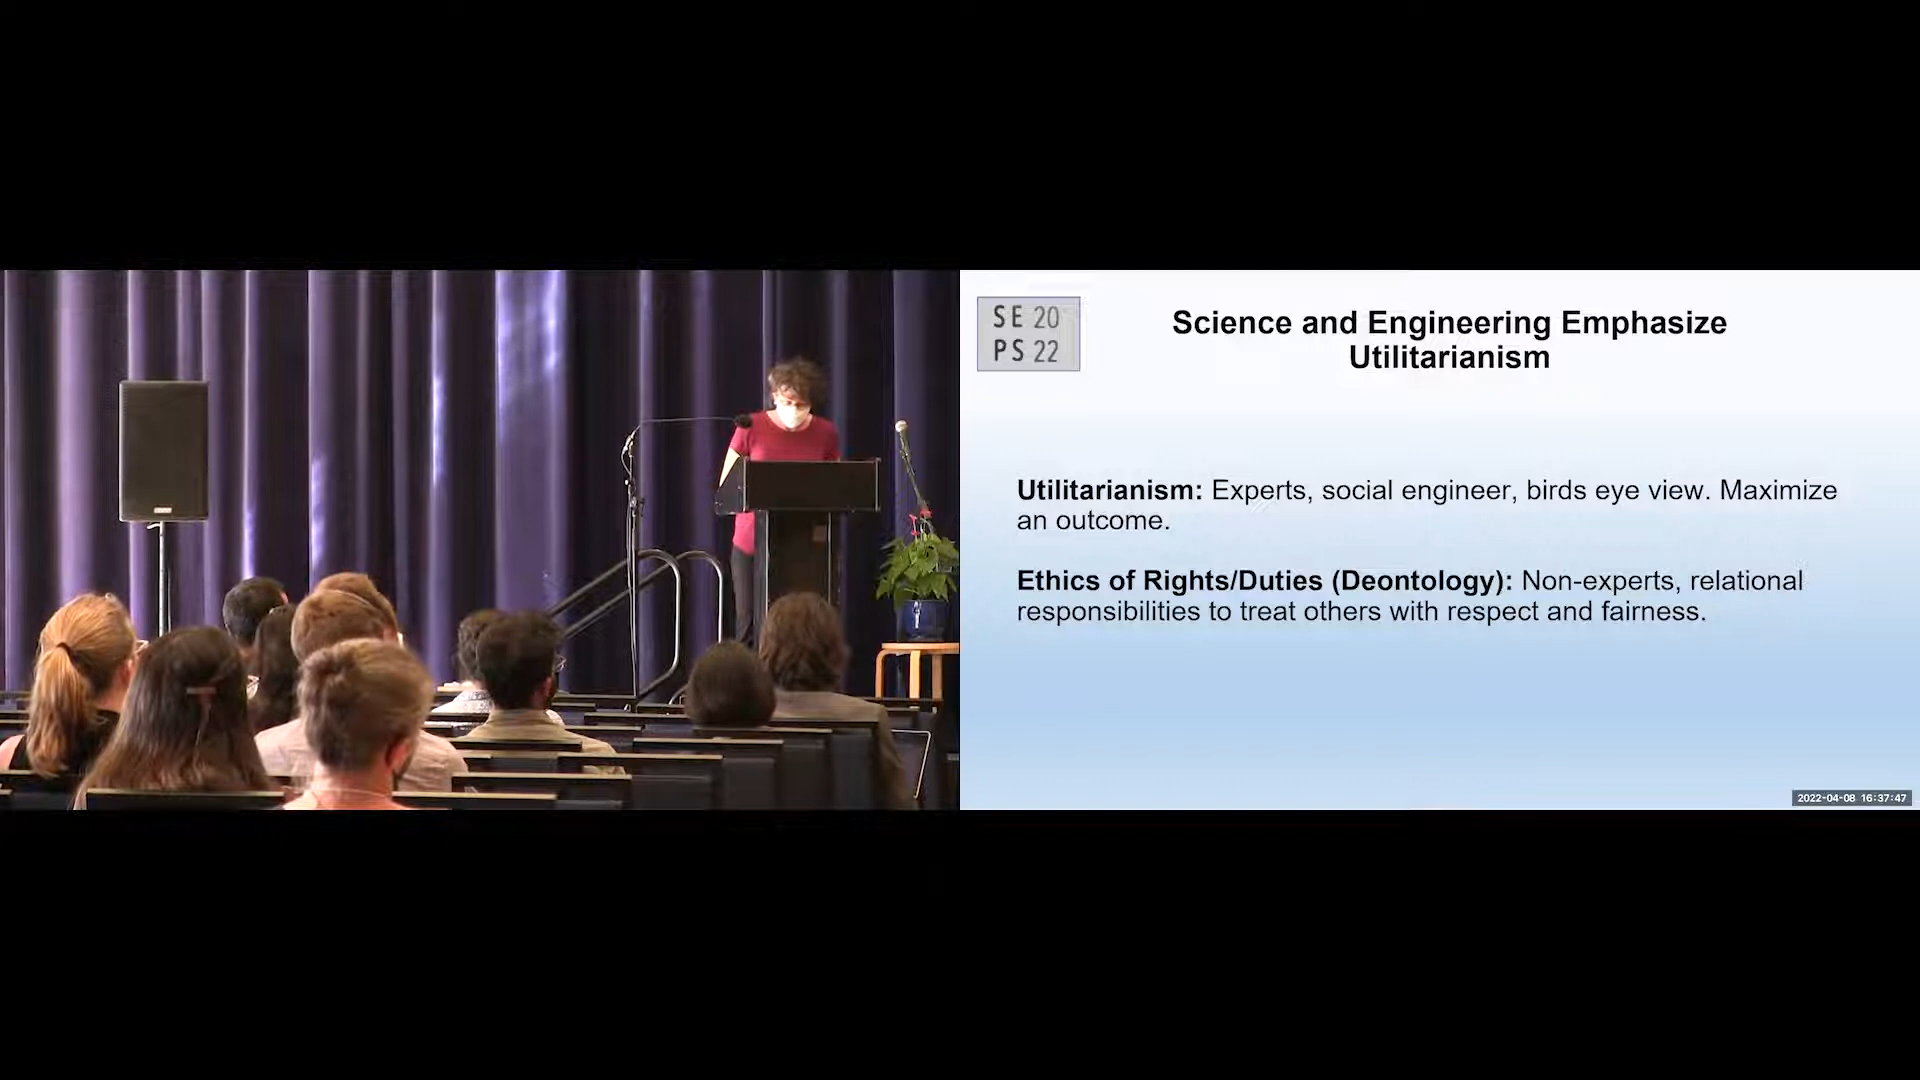 SE 20
PS 22
Science and Engineering Emphasize
Utilitarianism
Utilitarianism: Experts, social engineer, birds eye view. Maximize
an outcome.
Ethics of Rights/Duties (Deontology): Non-experts, relational
responsibilities to treat others with respect and fairness.
2022-04-08 16:37:47